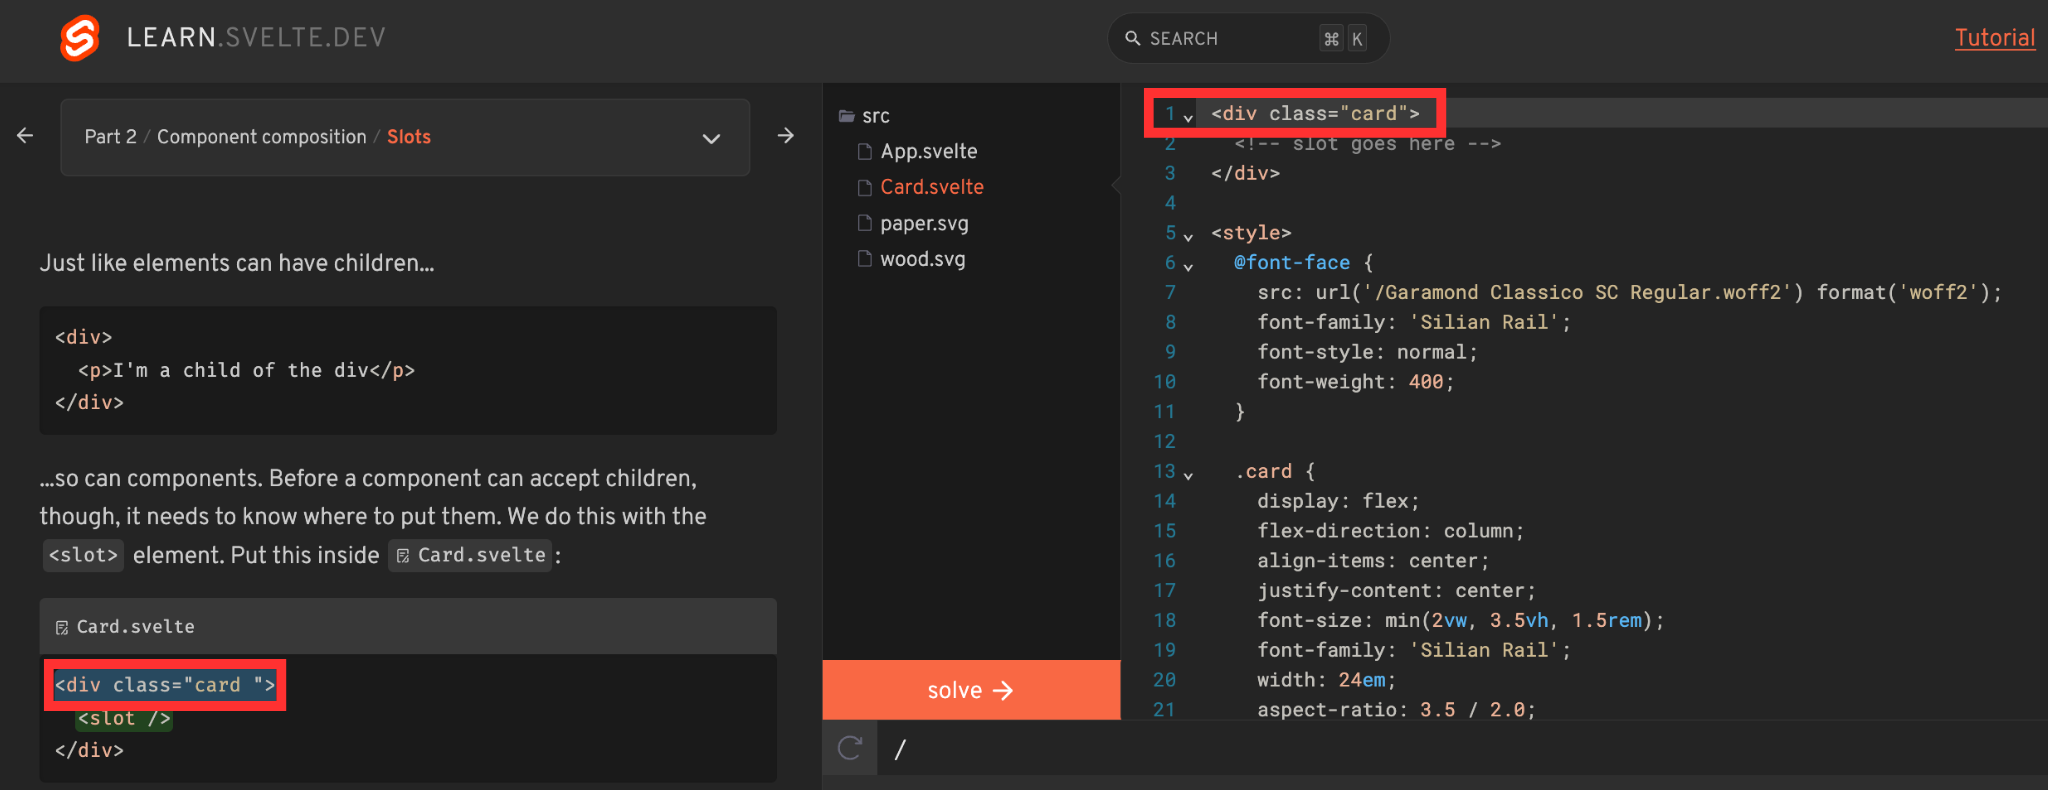 LEARN.SVELTE.DEV
SEARCH ⌘ K
Tutorial
Part 2 / Component composition / Slots
Just like elements can have children...
<div>
  <p>I'm a child of the div</p>
</div>
...so can components. Before a component can accept children,
though, it needs to know where to put them. We do this with the
<slot> element. Put this inside Card.svelte:
Card.svelte
<div class="card ">
  <slot />
</div>
src
App.svelte
Card.svelte
paper.svg
wood.svg
solve →
/
1 <div class="card">
2   <!-- slot goes here -->
3 </div>
4
5 <style>
6   @font-face {
7     src: url('/Garamond Classico SC Regular.woff2') format('woff2');
8     font-family: 'Silian Rail';
9     font-style: normal;
10     font-weight: 400;
11   }
12
13   .card {
14     display: flex;
15     flex-direction: column;
16     align-items: center;
17     justify-content: center;
18     font-size: min(2vw, 3.5vh, 1.5rem);
19     font-family: 'Silian Rail';
20     width: 24em;
21     aspect-ratio: 3.5 / 2.0;